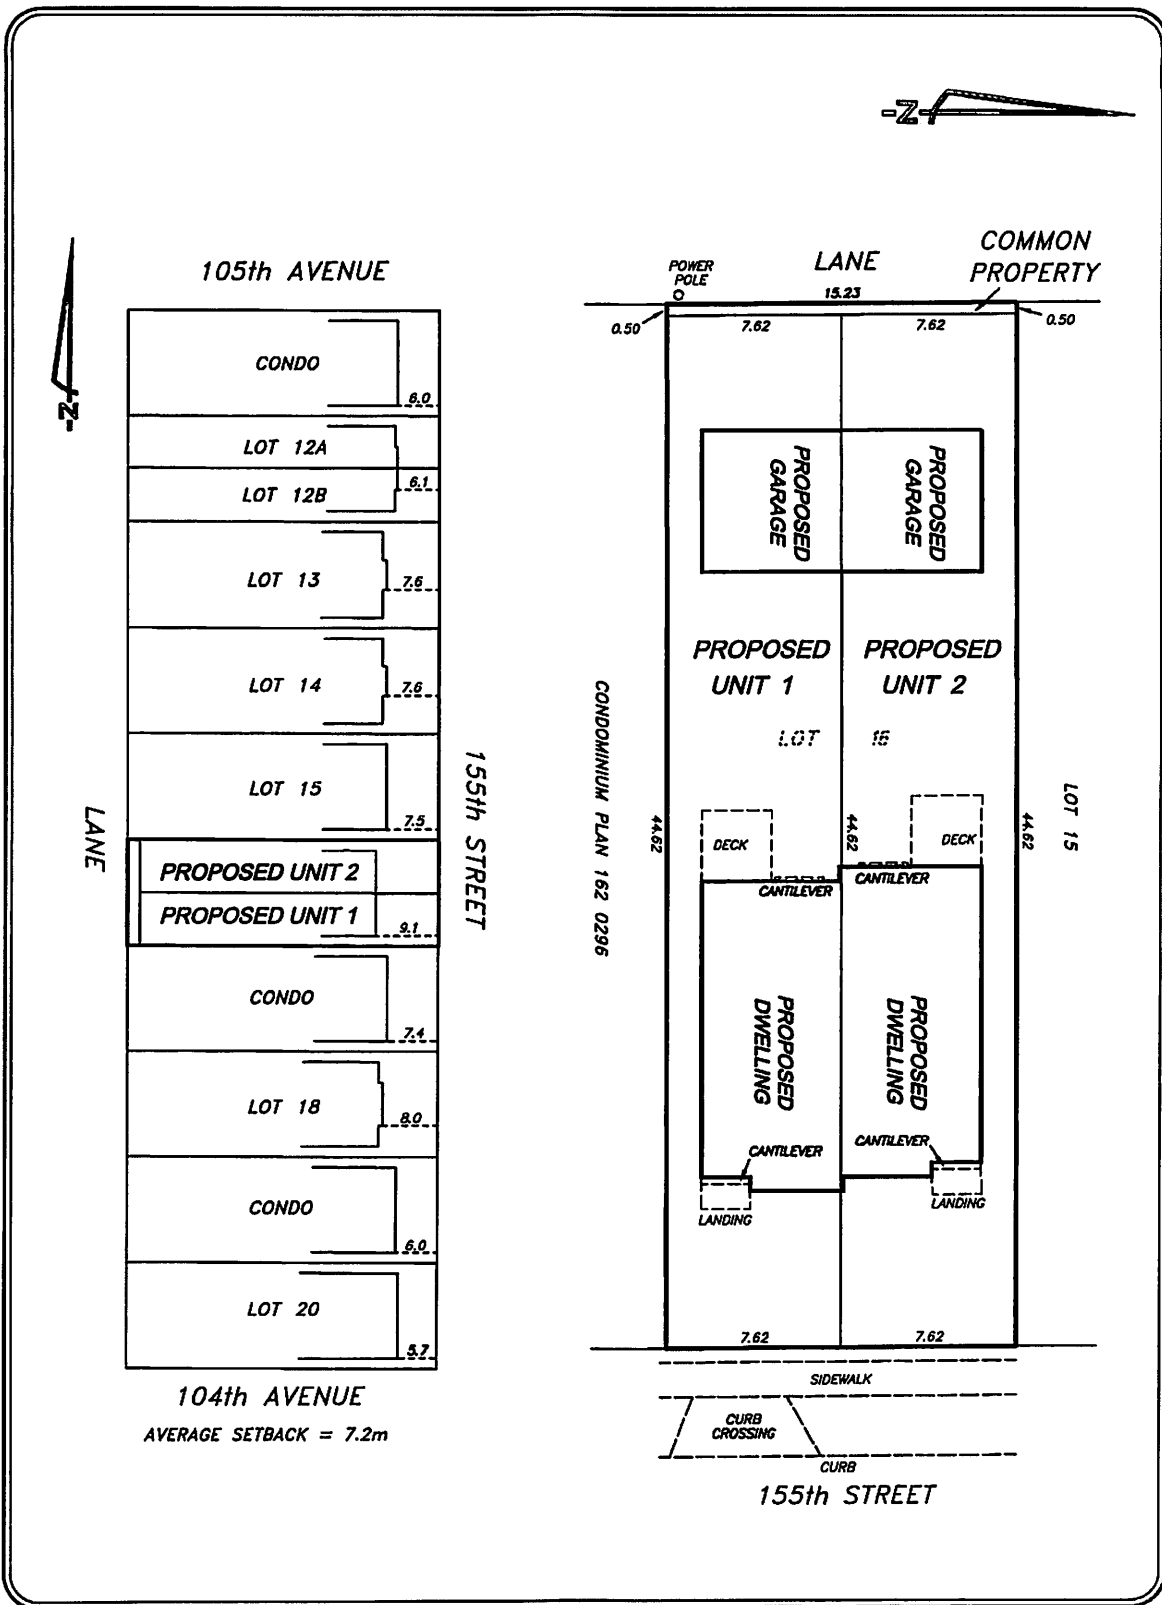 -N-
105th AVENUE
-N-
CONDO
6.0
LOT 12A
LOT 12B
6.1
LOT 13
7.6
LOT 14
7.6
LOT 15
7.5
PROPOSED UNIT 2
PROPOSED UNIT 1
9.1
CONDO
7.4
LOT 18
8.0
CONDO
6.0
LOT 20
5.7
LANE
155th STREET
104th AVENUE
AVERAGE SETBACK = 7.2m
POWER
POLE
LANE
COMMON
PROPERTY
15.23
0.50
7.62
7.62
0.50
PROPOSED
GARAGE
PROPOSED
GARAGE
PROPOSED
UNIT 1
PROPOSED
UNIT 2
LOT 16
CONDOMINIUM PLAN 162 0296
LOT 15
44.62
44.62
44.62
DECK
DECK
CANTILEVER
CANTILEVER
PROPOSED
DWELLING
PROPOSED
DWELLING
CANTILEVER
CANTILEVER
LANDING
LANDING
7.62
7.62
SIDEWALK
CURB
CROSSING
CURB
155th STREET